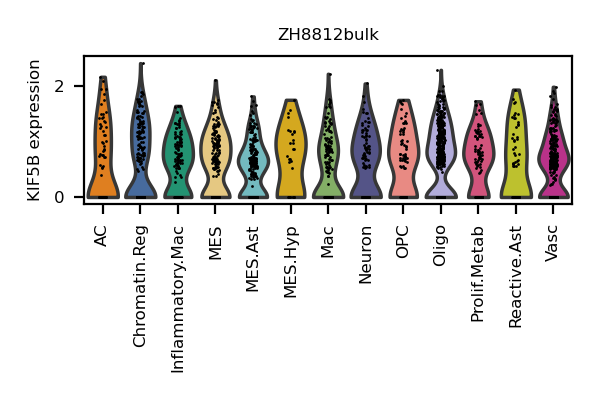 ZH8812bulk
KIF5B expression
2
0
AC
Chromatin.Reg
Inflammatory.Mac
MES
MES.Ast
MES.Hyp
Mac
Neuron
OPC
Oligo
Prolif.Metab
Reactive.Ast
Vasc